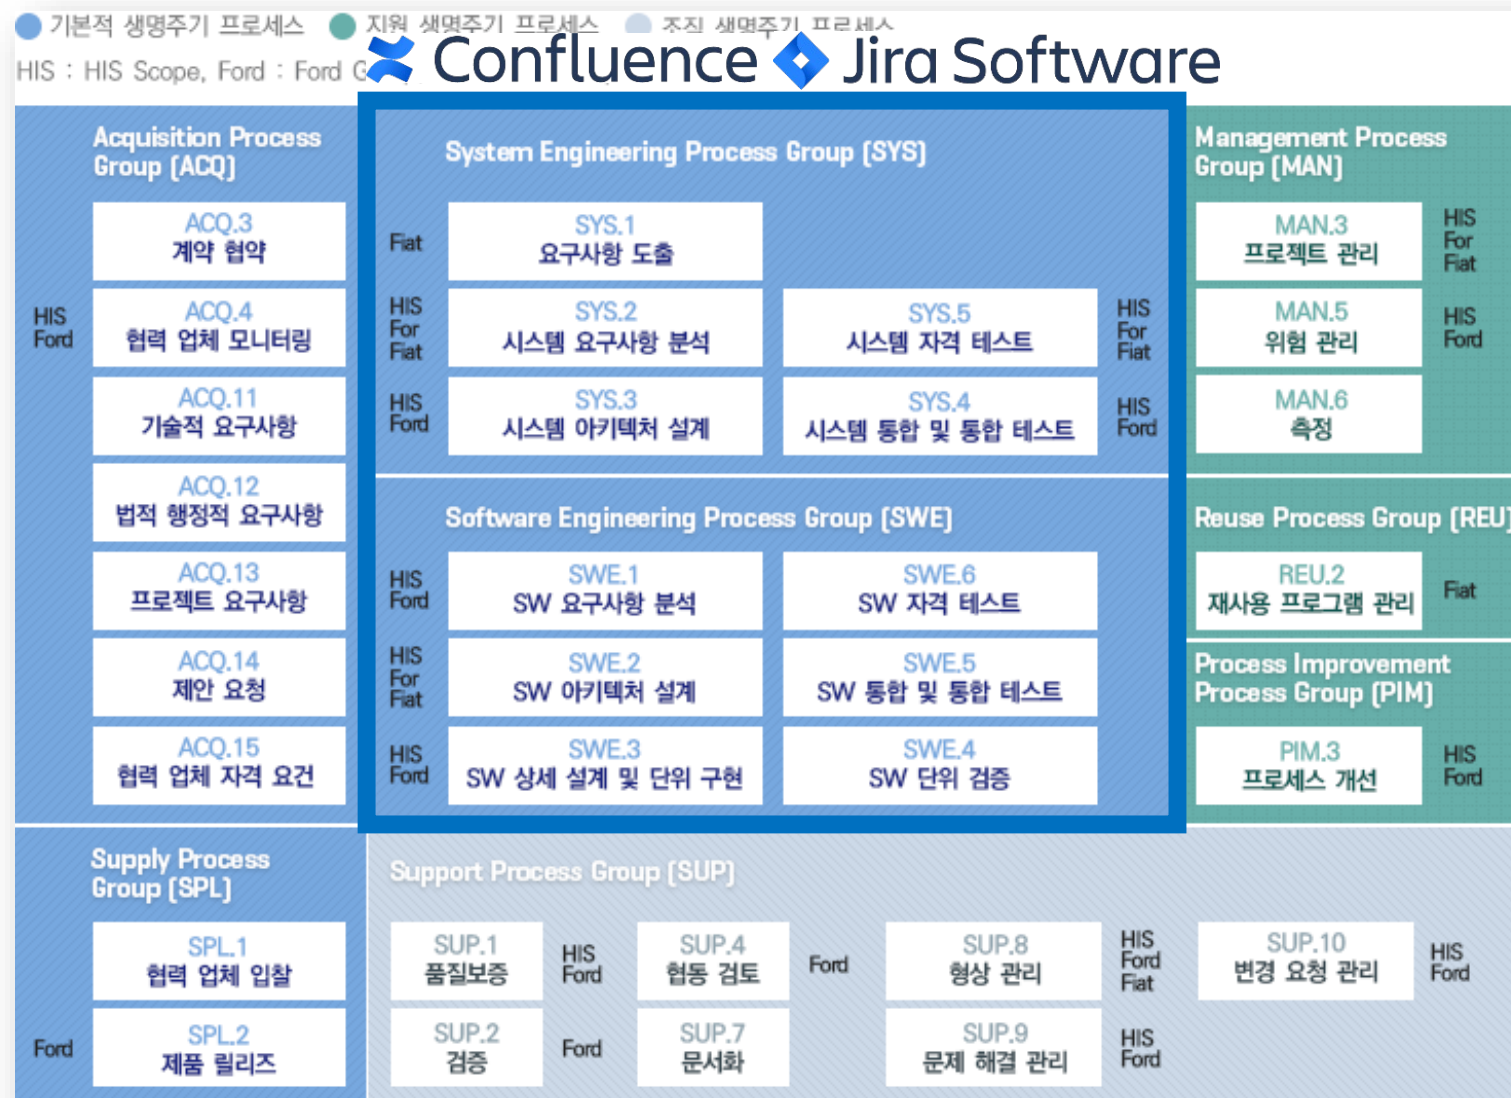 기본적 생명주기 프로세스 지원 생명주기 프로세스 조직 생명주기 프로세스
HIS : HIS Scope, Ford : Ford
Confluence Jira Software
Acquisition Process
Group (ACQ)
ACQ.3
계약 협약
HIS
Ford
ACQ.4
협력 업체 모니터링
ACQ.11
기술적 요구사항
ACQ.12
법적 행정적 요구사항
ACQ.13
프로젝트 요구사항
ACQ.14
제안 요청
ACQ.15
협력 업체 자격 요건
System Engineering Process Group (SYS)
Fiat
SYS.1
요구사항 도출
HIS
For
Fiat
SYS.2
시스템 요구사항 분석
SYS.5
시스템 자격 테스트
HIS
For
Fiat
HIS
Ford
SYS.3
시스템 아키텍처 설계
SYS.4
시스템 통합 및 통합 테스트
HIS
Ford
Software Engineering Process Group (SWE)
HIS
Ford
SWE.1
SW 요구사항 분석
SWE.6
SW 자격 테스트
HIS
For
Fiat
SWE.2
SW 아키텍처 설계
SWE.5
SW 통합 및 통합 테스트
HIS
Ford
SWE.3
SW 상세 설계 및 단위 구현
SWE.4
SW 단위 검증
Management Process
Group (MAN)
MAN.3
프로젝트 관리
HIS
For
Fiat
MAN.5
위험 관리
HIS
Ford
MAN.6
측정
Reuse Process Group (REU)
REU.2
재사용 프로그램 관리
Fiat
Process Improvement
Process Group (PIM)
PIM.3
프로세스 개선
HIS
Ford
Supply Process
Group (SPL)
SPL.1
협력 업체 입찰
Ford
SPL.2
제품 릴리즈
Support Process Group (SUP)
SUP.1
품질보증
HIS
Ford
SUP.4
협동 검토
Ford
SUP.8
형상 관리
HIS
Ford
Fiat
SUP.10
변경 요청 관리
HIS
Ford
SUP.2
검증
Ford
SUP.7
문서화
SUP.9
문제 해결 관리
HIS
Ford